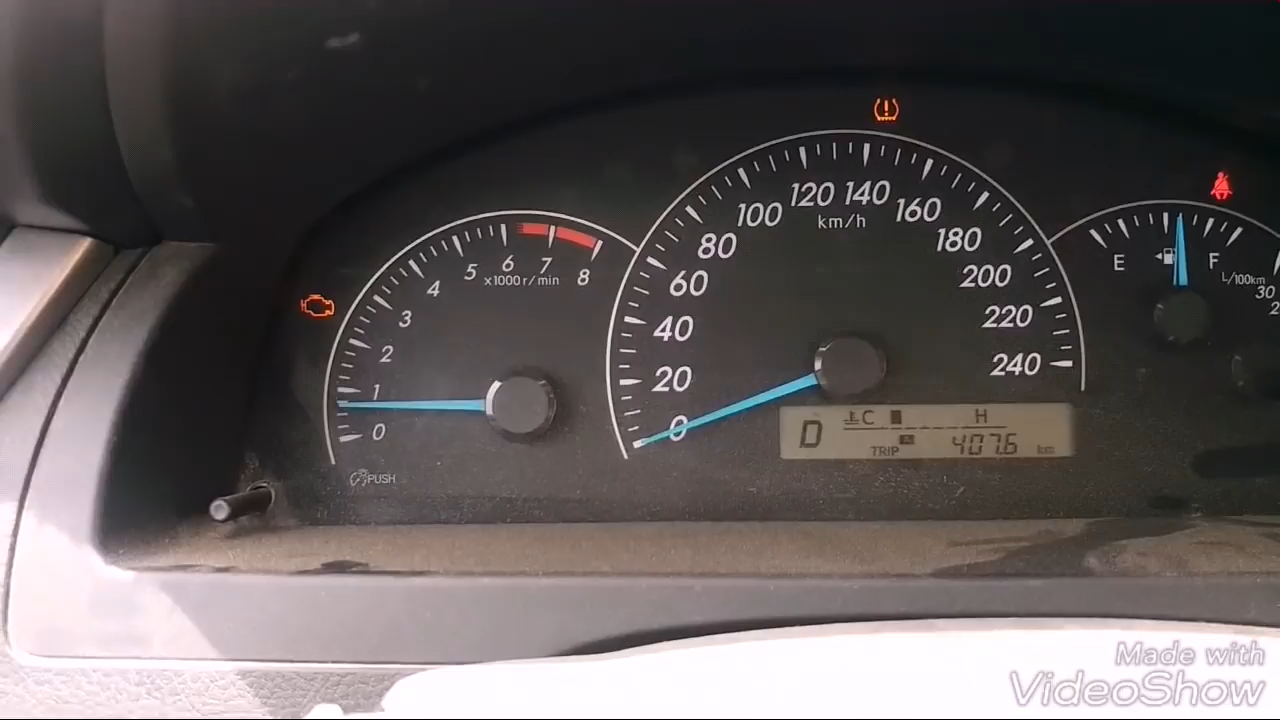 0
1
2
3
4
5
6
7
8
x1000 r/min
PUSH
0
20
40
60
80
100
120
140
160
180
200
220
240
km/h
D
C H
TRIP A 407.6 km
E F
L/100km
30
Made with
VideoShow